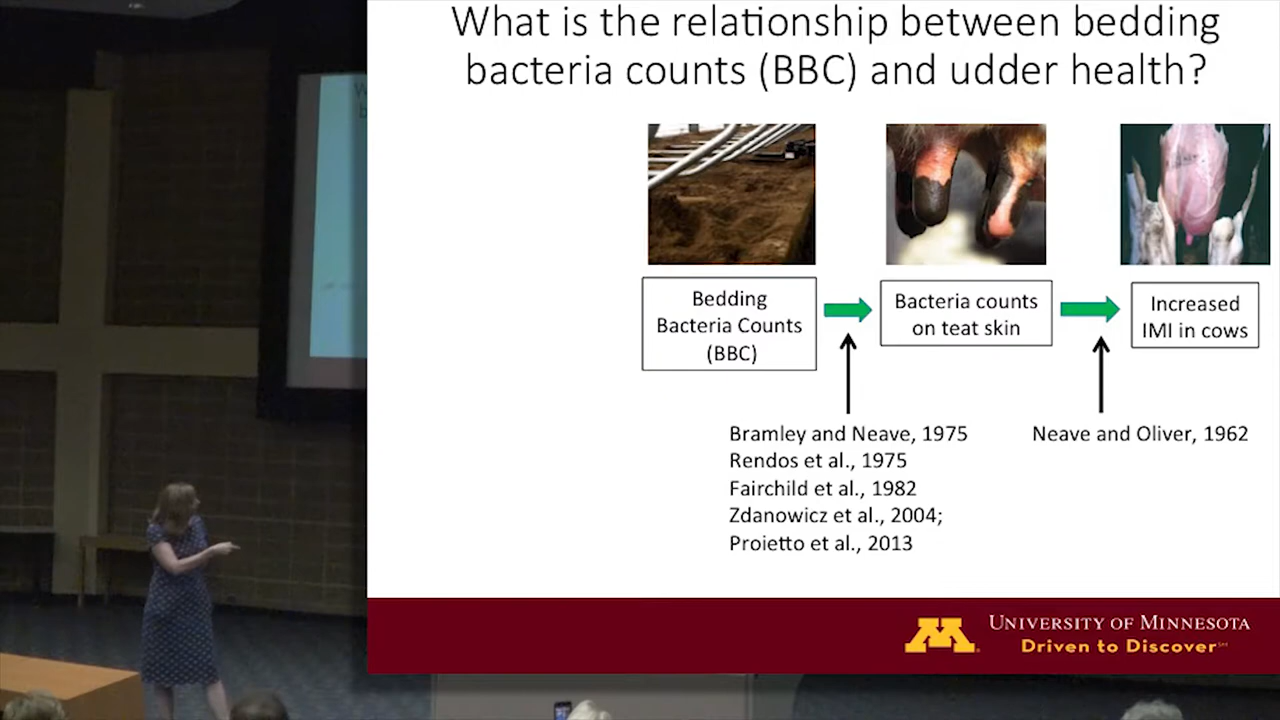 What is the relationship between bedding
bacteria counts (BBC) and udder health?
Bedding
Bacteria Counts
(BBC)
Bacteria counts
on teat skin
Increased
IMI in cows
Bramley and Neave, 1975
Rendos et al., 1975
Fairchild et al., 1982
Zdanowicz et al., 2004;
Proietto et al., 2013
Neave and Oliver, 1962
UNIVERSITY OF MINNESOTA
Driven to Discover℠